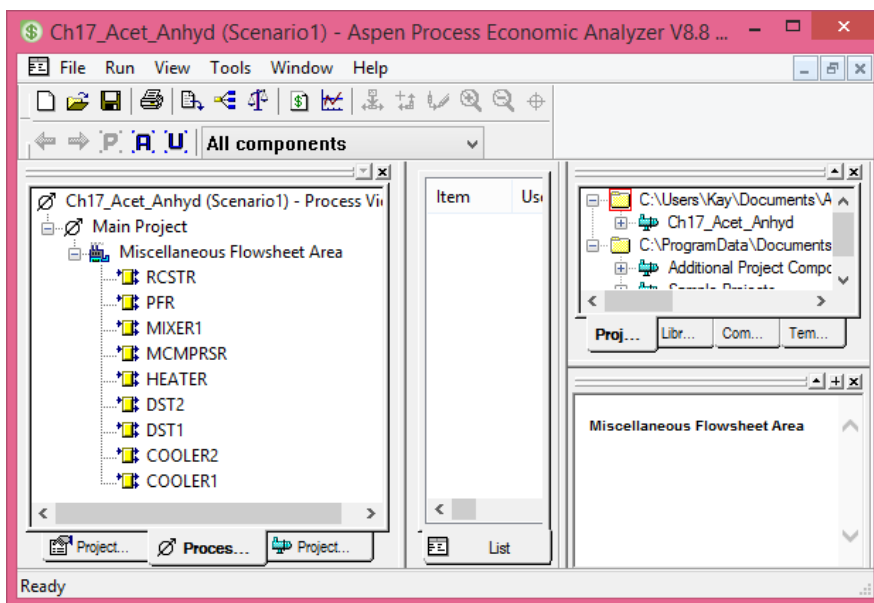 Ch17_Acet_Anhyd (Scenario1) - Aspen Process Economic Analyzer V8.8 ...
File Run View Tools Window Help
P A U All components
Ch17_Acet_Anhyd (Scenario1) - Process Vi
Main Project
Miscellaneous Flowsheet Area
RCSTR
PFR
MIXER1
MCMPRSR
HEATER
DST2
DST1
COOLER2
COOLER1
Project... Proces... Project...
Item Use
List
C:\Users\Kay\Documents\A
Ch17_Acet_Anhyd
C:\ProgramData\Documents
Additional Project Compc
Proj... Libr... Com... Tem...
Miscellaneous Flowsheet Area
Ready